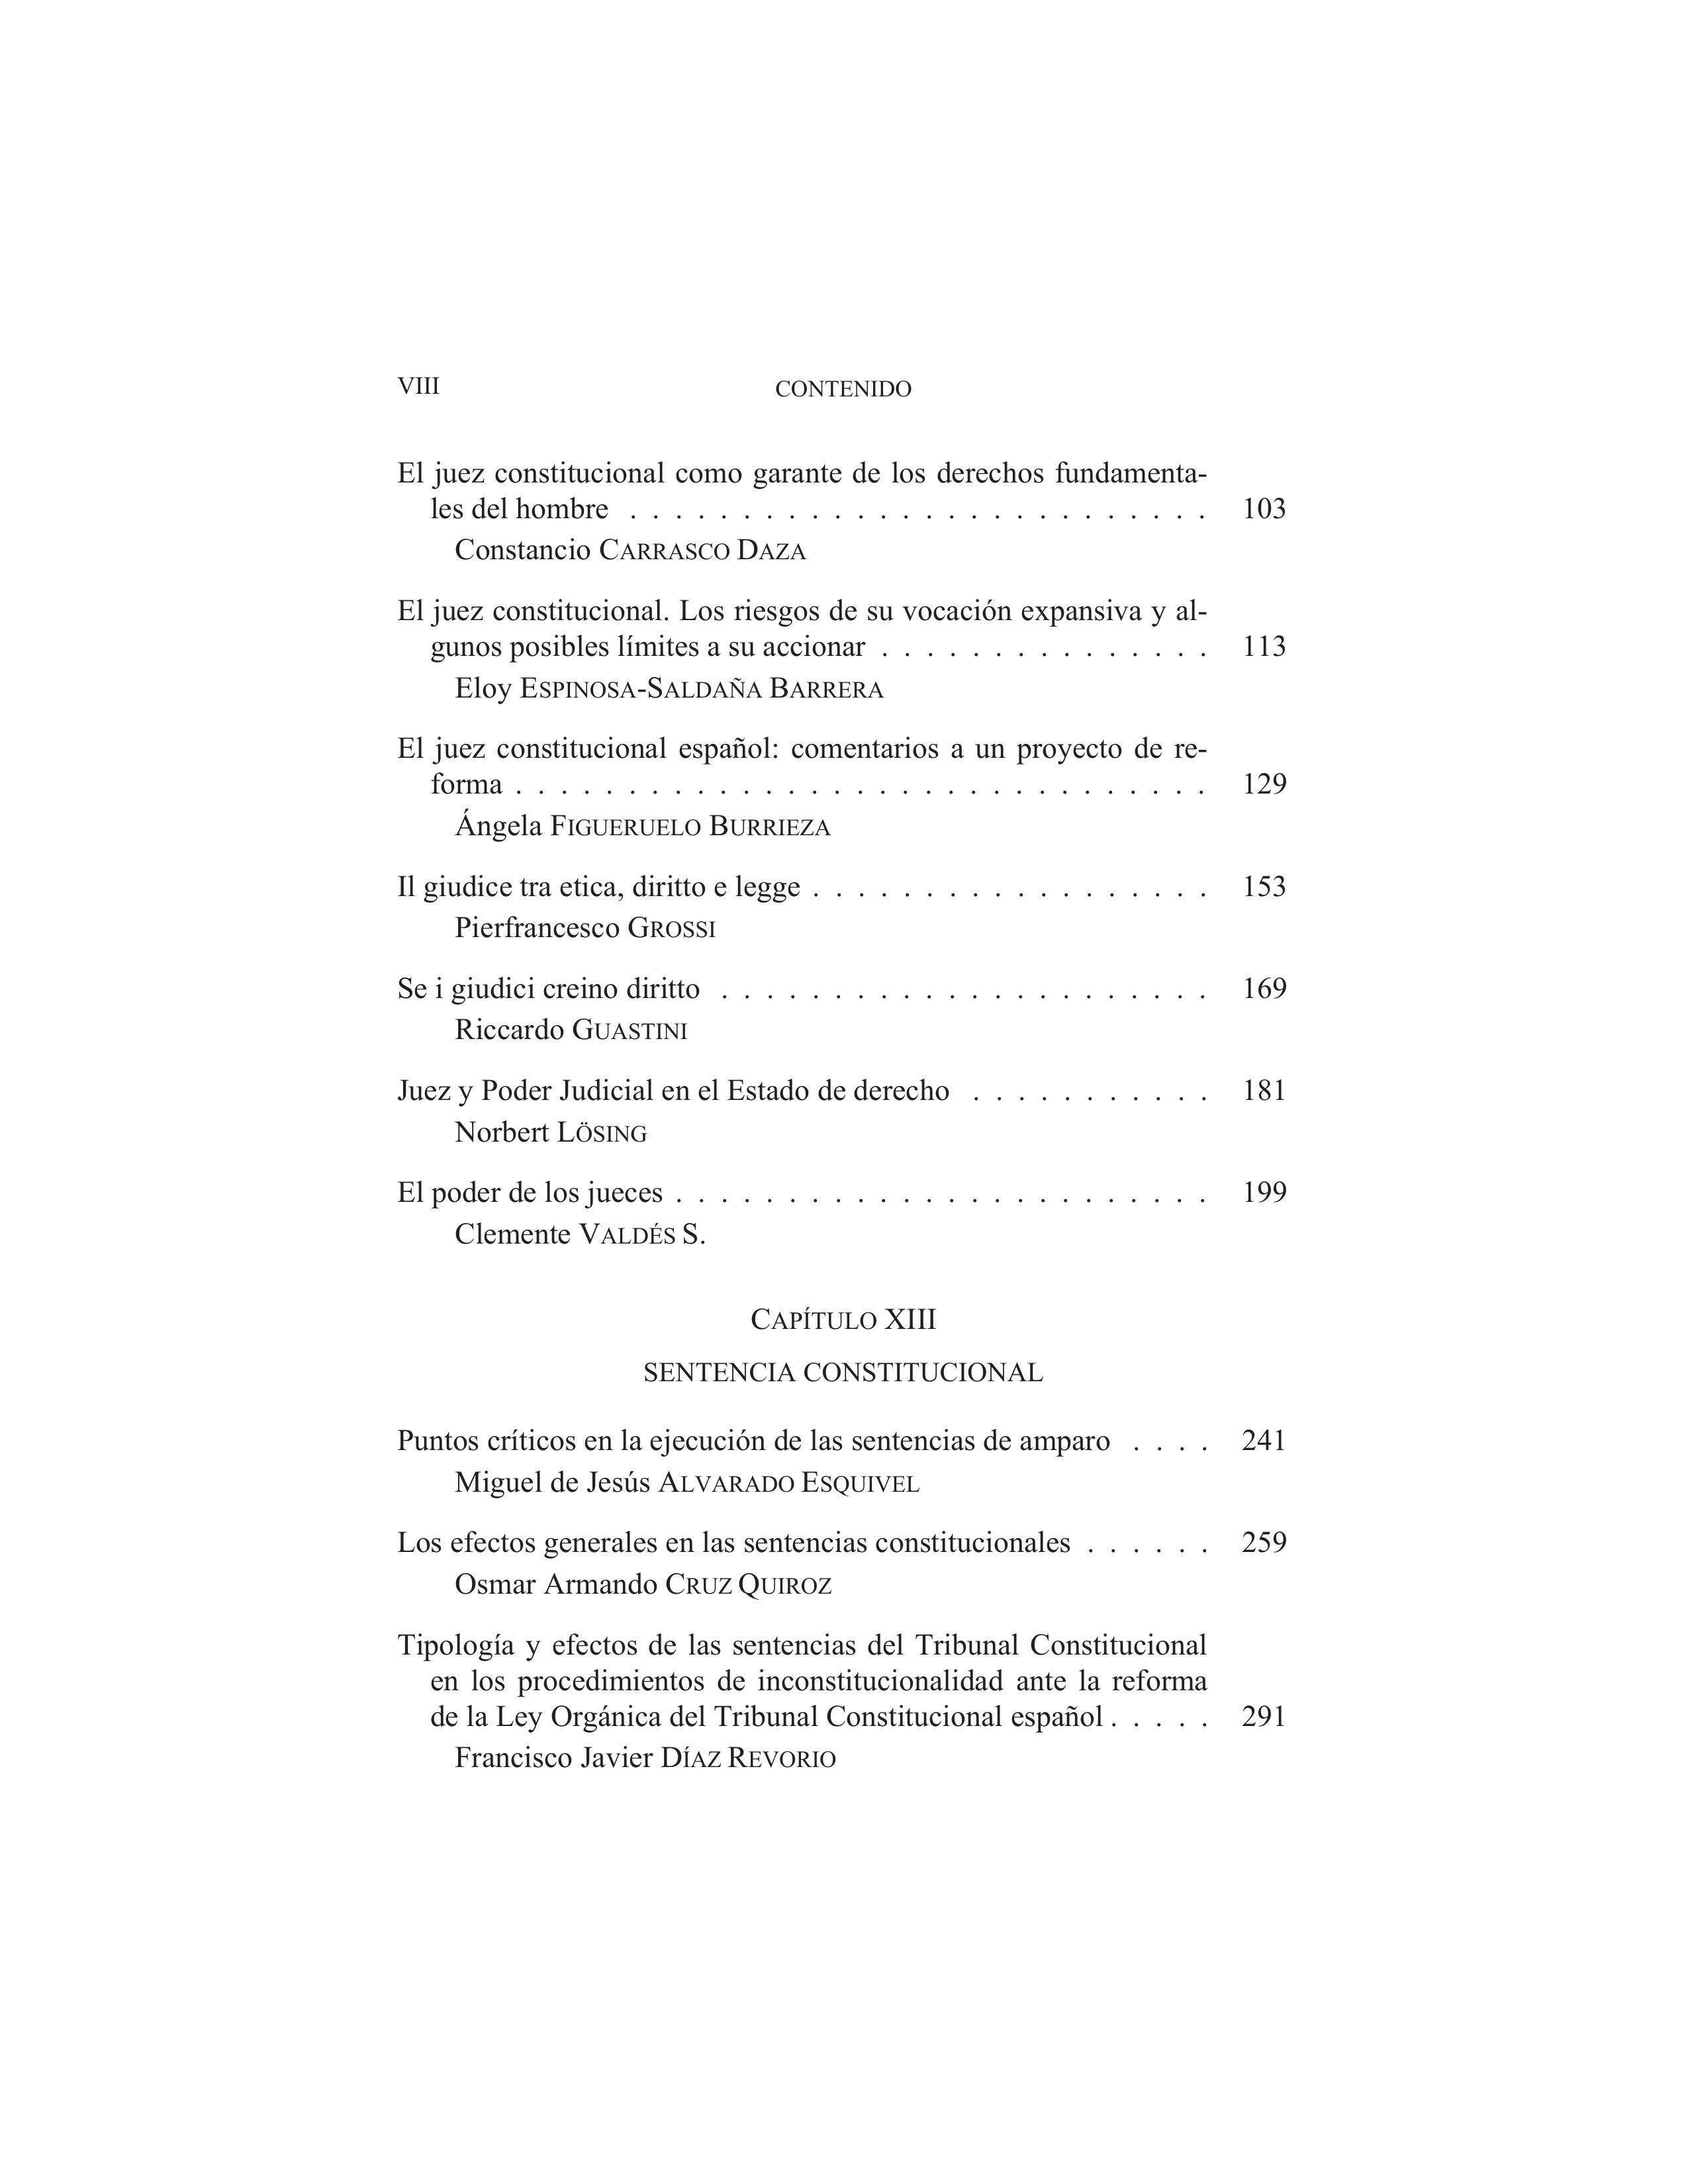 VIII
CONTENIDO
El juez constitucional como garante de los derechos fundamenta-
les del hombre . . . . . . . . . . . . . . . . . . . . . . . . . . 103
Constancio CARRASCO DAZA
El juez constitucional. Los riesgos de su vocación expansiva y al-
gunos posibles límites a su accionar . . . . . . . . . . . . . . . 113
Eloy ESPINOSA-SALDAÑA BARRERA
El juez constitucional español: comentarios a un proyecto de re-
forma . . . . . . . . . . . . . . . . . . . . . . . . . . . . . . . 129
Ángela FIGUERUELO BURRIEZA
Il giudice tra etica, diritto e legge . . . . . . . . . . . . . . . . . . 153
Pierfrancesco GROSSI
Se i giudici creino diritto . . . . . . . . . . . . . . . . . . . . . . 169
Riccardo GUASTINI
Juez y Poder Judicial en el Estado de derecho . . . . . . . . . . . 181
Norbert LÖSING
El poder de los jueces . . . . . . . . . . . . . . . . . . . . . . . . 199
Clemente VALDÉS S.
CAPÍTULO XIII
SENTENCIA CONSTITUCIONAL
Puntos críticos en la ejecución de las sentencias de amparo . . . . 241
Miguel de Jesús ALVARADO ESQUIVEL
Los efectos generales en las sentencias constitucionales . . . . . . 259
Osmar Armando CRUZ QUIROZ
Tipología y efectos de las sentencias del Tribunal Constitucional
en los procedimientos de inconstitucionalidad ante la reforma
de la Ley Orgánica del Tribunal Constitucional español . . . . . 291
Francisco Javier DÍAZ REVORIO